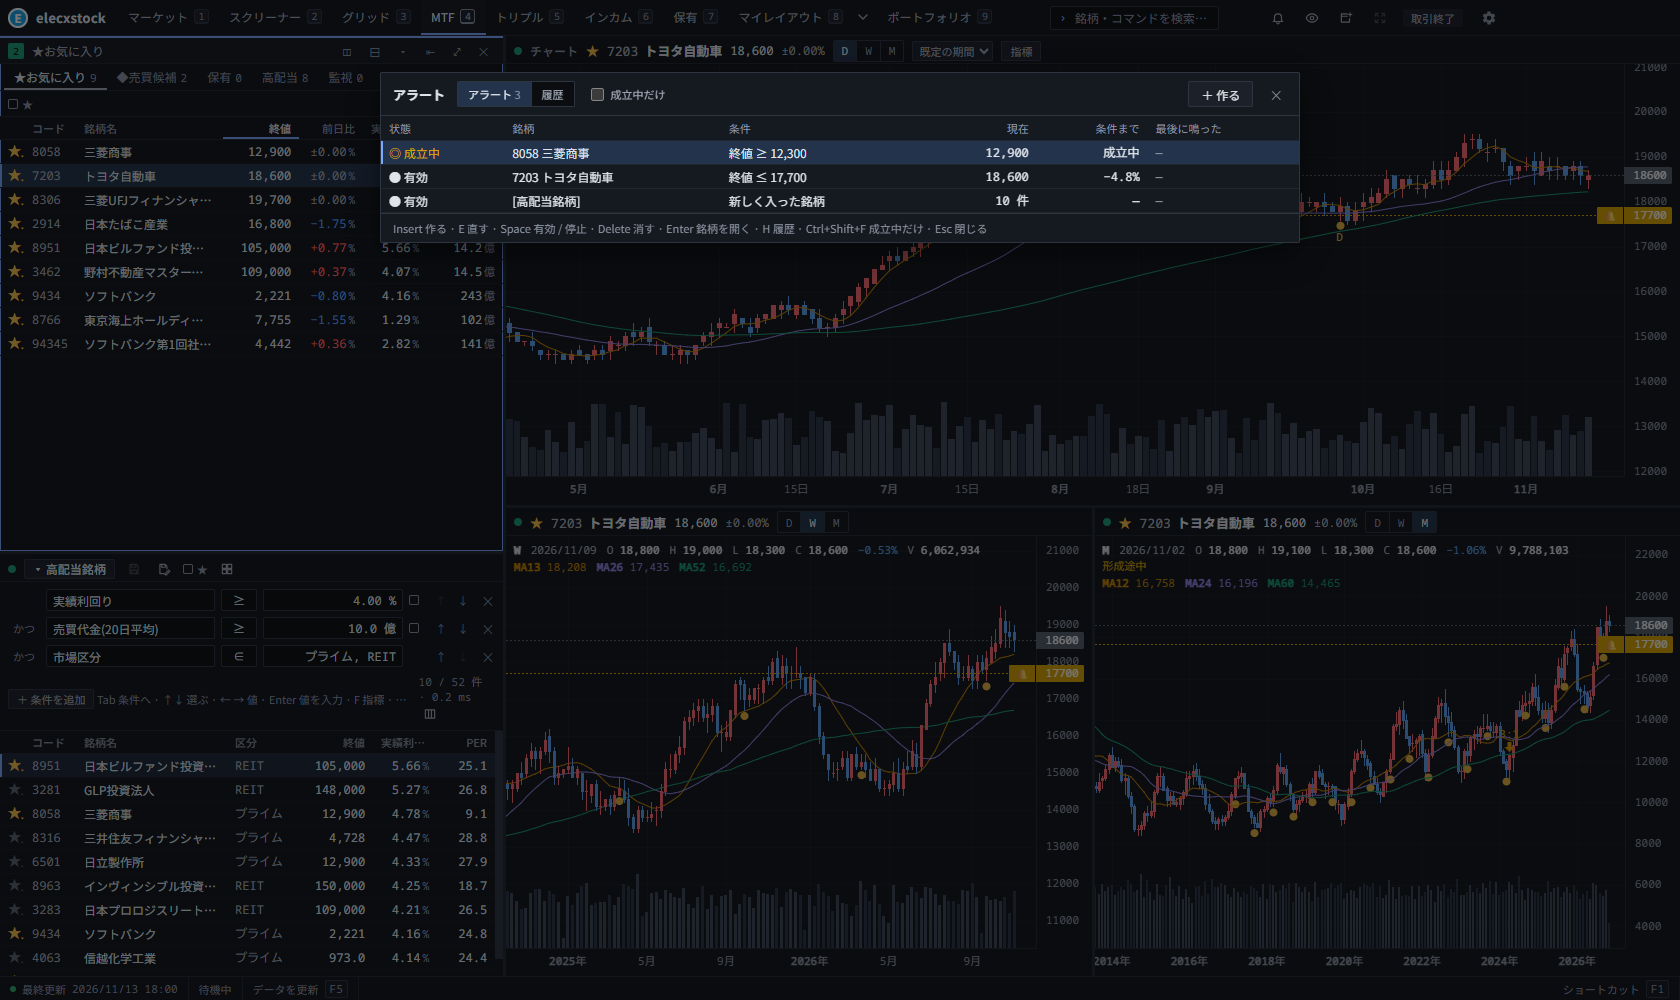 elecxstock マーケット 1 スクリーナー 2 グリッド 3 MTF 4 トリプル 5 インカム 6 保有 7 マイレイアウト 8 ポートフォリオ 9 › 銘柄・コマンドを検索… 取引終了
2 ★お気に入り
チャート ★ 7203 トヨタ自動車 18,600 ±0.00% D W M 既定の期間 指標
★お気に入り 9 ◆売買候補 2 保有 0 高配当 8 監視 0
□★
コード 銘柄名 終値 前日比
★ 8058 三菱商事 12,900 ±0.00%
★ 7203 トヨタ自動車 18,600 ±0.00%
★ 8306 三菱UFJフィナンシャ… 19,700 ±0.00%
★ 2914 日本たばこ産業 16,800 −1.75%
★ 8951 日本ビルファンド投… 105,000 +0.77% 5.66% 14.2億
★ 3462 野村不動産マスター… 109,000 +0.37% 4.07% 14.5億
★ 9434 ソフトバンク 2,221 −0.80% 4.16% 243億
★ 8766 東京海上ホールディ… 7,755 −1.55% 1.29% 102億
★ 94345 ソフトバンク第1回社… 4,442 +0.36% 2.82% 141億
アラート アラート 3 履歴 成立中だけ ＋ 作る ×
状態 銘柄 条件 現在 条件まで 最後に鳴った
◎ 成立中 8058 三菱商事 終値 ≥ 12,300 12,900 成立中 —
● 有効 7203 トヨタ自動車 終値 ≤ 17,700 18,600 −4.8% —
● 有効 [高配当銘柄] 新しく入った銘柄 10 件 — —
Insert 作る · E 直す · Space 有効 / 停止 · Delete 消す · Enter 銘柄を開く · H 履歴 · Ctrl+Shift+F 成立中だけ · Esc 閉じる
21000
20000
19000
18600
18000
17700
17000
16000
15000
14000
13000
12000
D
5月 6月 15日 7月 15日 8月 18日 9月 10月 16日 11月
★ 7203 トヨタ自動車 18,600 ±0.00% D W M
W 2026/11/09 O 18,800 H 19,000 L 18,300 C 18,600 −0.53% V 6,062,934
MA13 18,208 MA26 17,435 MA52 16,692
21000
20000
19000
18600
18000
17700
17000
16000
15000
14000
13000
12000
11000
2025年 5月 9月 2026年 5月 9月
★ 7203 トヨタ自動車 18,600 ±0.00% D W M
M 2026/11/02 O 18,800 H 19,100 L 18,300 C 18,600 −1.06% V 9,788,103
形成途中
MA12 16,758 MA24 16,196 MA60 14,465
22000
20000
18600
17700
16000
14000
12000
10000
8000
6000
4000
2014年 2016年 2018年 2020年 2022年 2024年 2026年
高配当銘柄 □★
実績利回り ≥ 4.00 % ↑ ↓ ×
かつ 売買代金(20日平均) ≥ 10.0 億 ↑ ↓ ×
かつ 市場区分 ∈ プライム, REIT ↑ ↓ ×
＋ 条件を追加 Tab 条件へ · ↑↓ 選ぶ · ←→ 値 · Enter 値を入力 · F 指標 · … 10 / 52 件 · 0.2 ms
コード 銘柄名 区分 終値 実績利… PER
★ 8951 日本ビルファンド投資… REIT 105,000 5.66% 25.1
★ 3281 GLP投資法人 REIT 148,000 5.27% 26.8
★ 8058 三菱商事 プライム 12,900 4.78% 9.1
★ 8316 三井住友フィナンシャ… プライム 4,728 4.47% 28.8
★ 6501 日立製作所 プライム 12,900 4.33% 27.9
★ 8963 インヴィンシブル投資… REIT 150,000 4.25% 18.7
★ 3283 日本プロロジスリート… REIT 109,000 4.21% 26.5
★ 9434 ソフトバンク プライム 2,221 4.16% 24.8
★ 4063 信越化学工業 プライム 973.0 4.14% 24.4
最終更新 2026/11/13 18:00 待機中 データを更新 F5 ショートカット F1